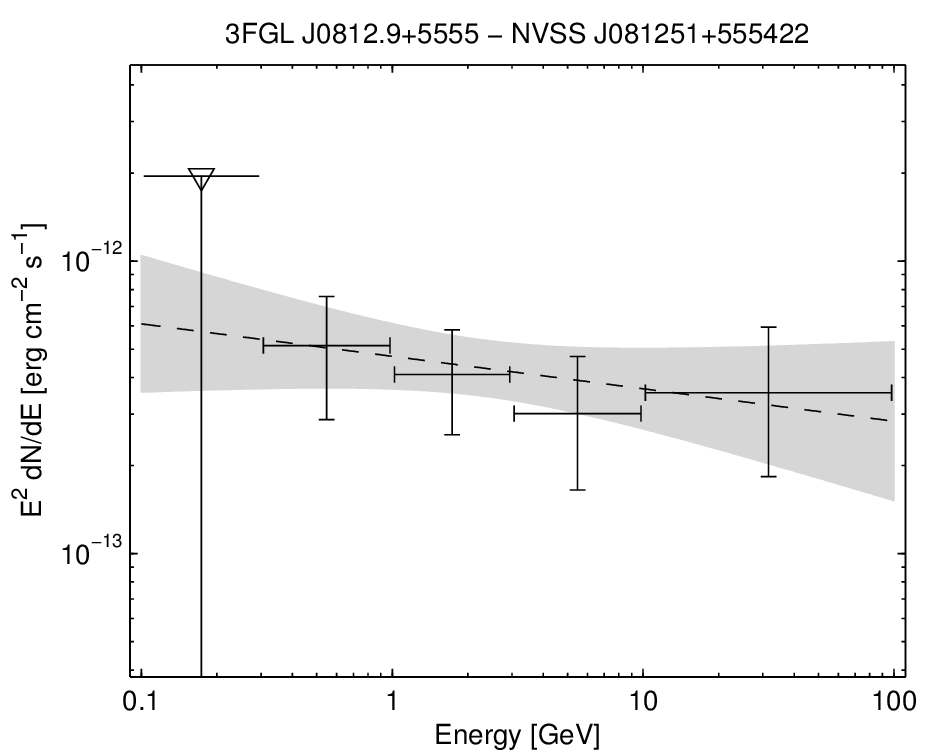 3FGL J0812.9+5555 − NVSS J081251+555422
E² dN/dE [erg cm⁻² s⁻¹]
10⁻¹²
10⁻¹³
0.1 1 10 100
Energy [GeV]